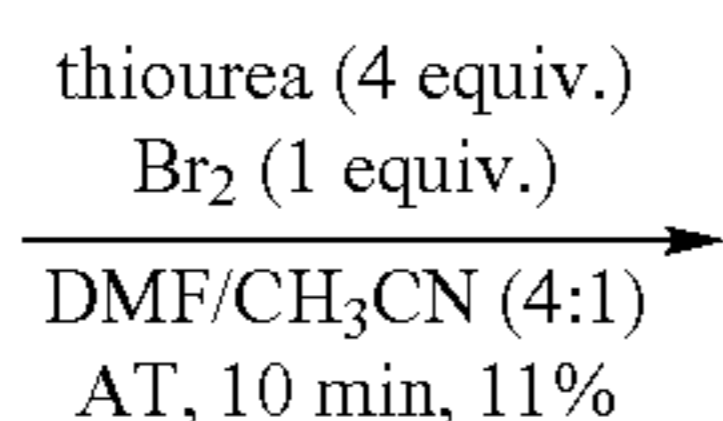 thiourea (4 equiv.)
Br₂ (1 equiv.)
DMF/CH₃CN (4:1)
AT, 10 min, 11%